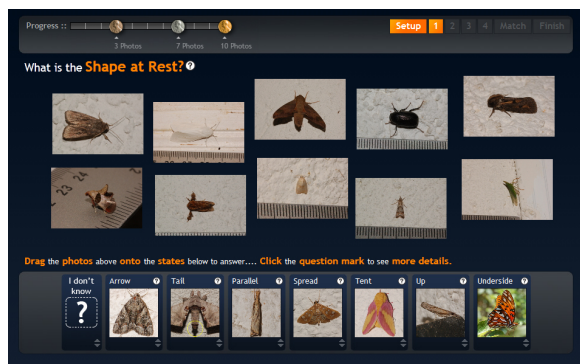 Progress ::
Setup 1 2 3 4 Match Finish
3 Photos 7 Photos 10 Photos
What is the Shape at Rest? ?
24 23
Drag the photos above onto the states below to answer.... Click the question mark to see more details.
I don't know
?
Arrow ?
Tail ?
Parallel ?
Spread ?
Tent ?
Up ?
Underside ?